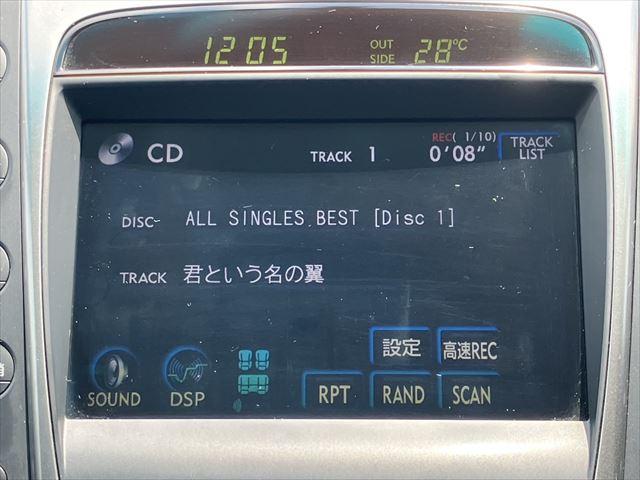 12:05 OUT SIDE 28℃
CD TRACK 1 REC( 1/10) 0'08" TRACK LIST
DISC ALL SINGLES BEST [Disc 1]
TRACK 君という名の翼
設定 高速REC
SOUND DSP RPT RAND SCAN